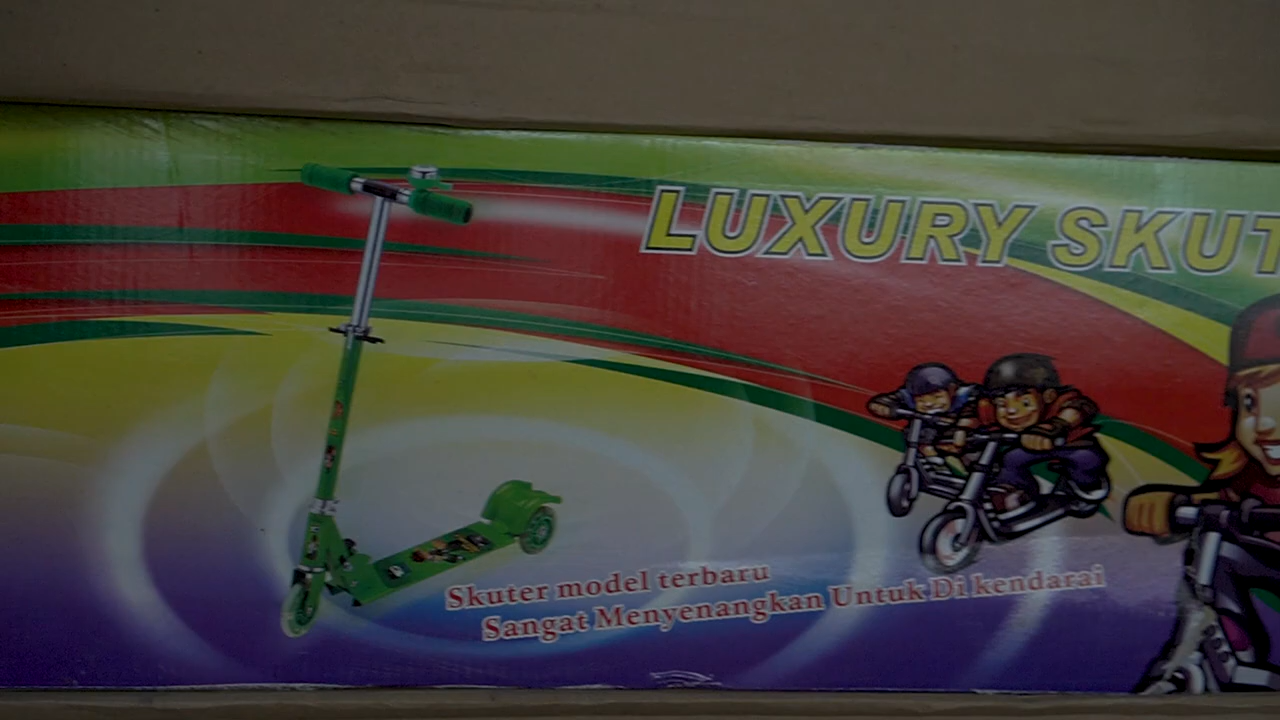 LUXURY SKUT
Skuter model terbaru
Sangat Menyenangkan Untuk Di kendarai